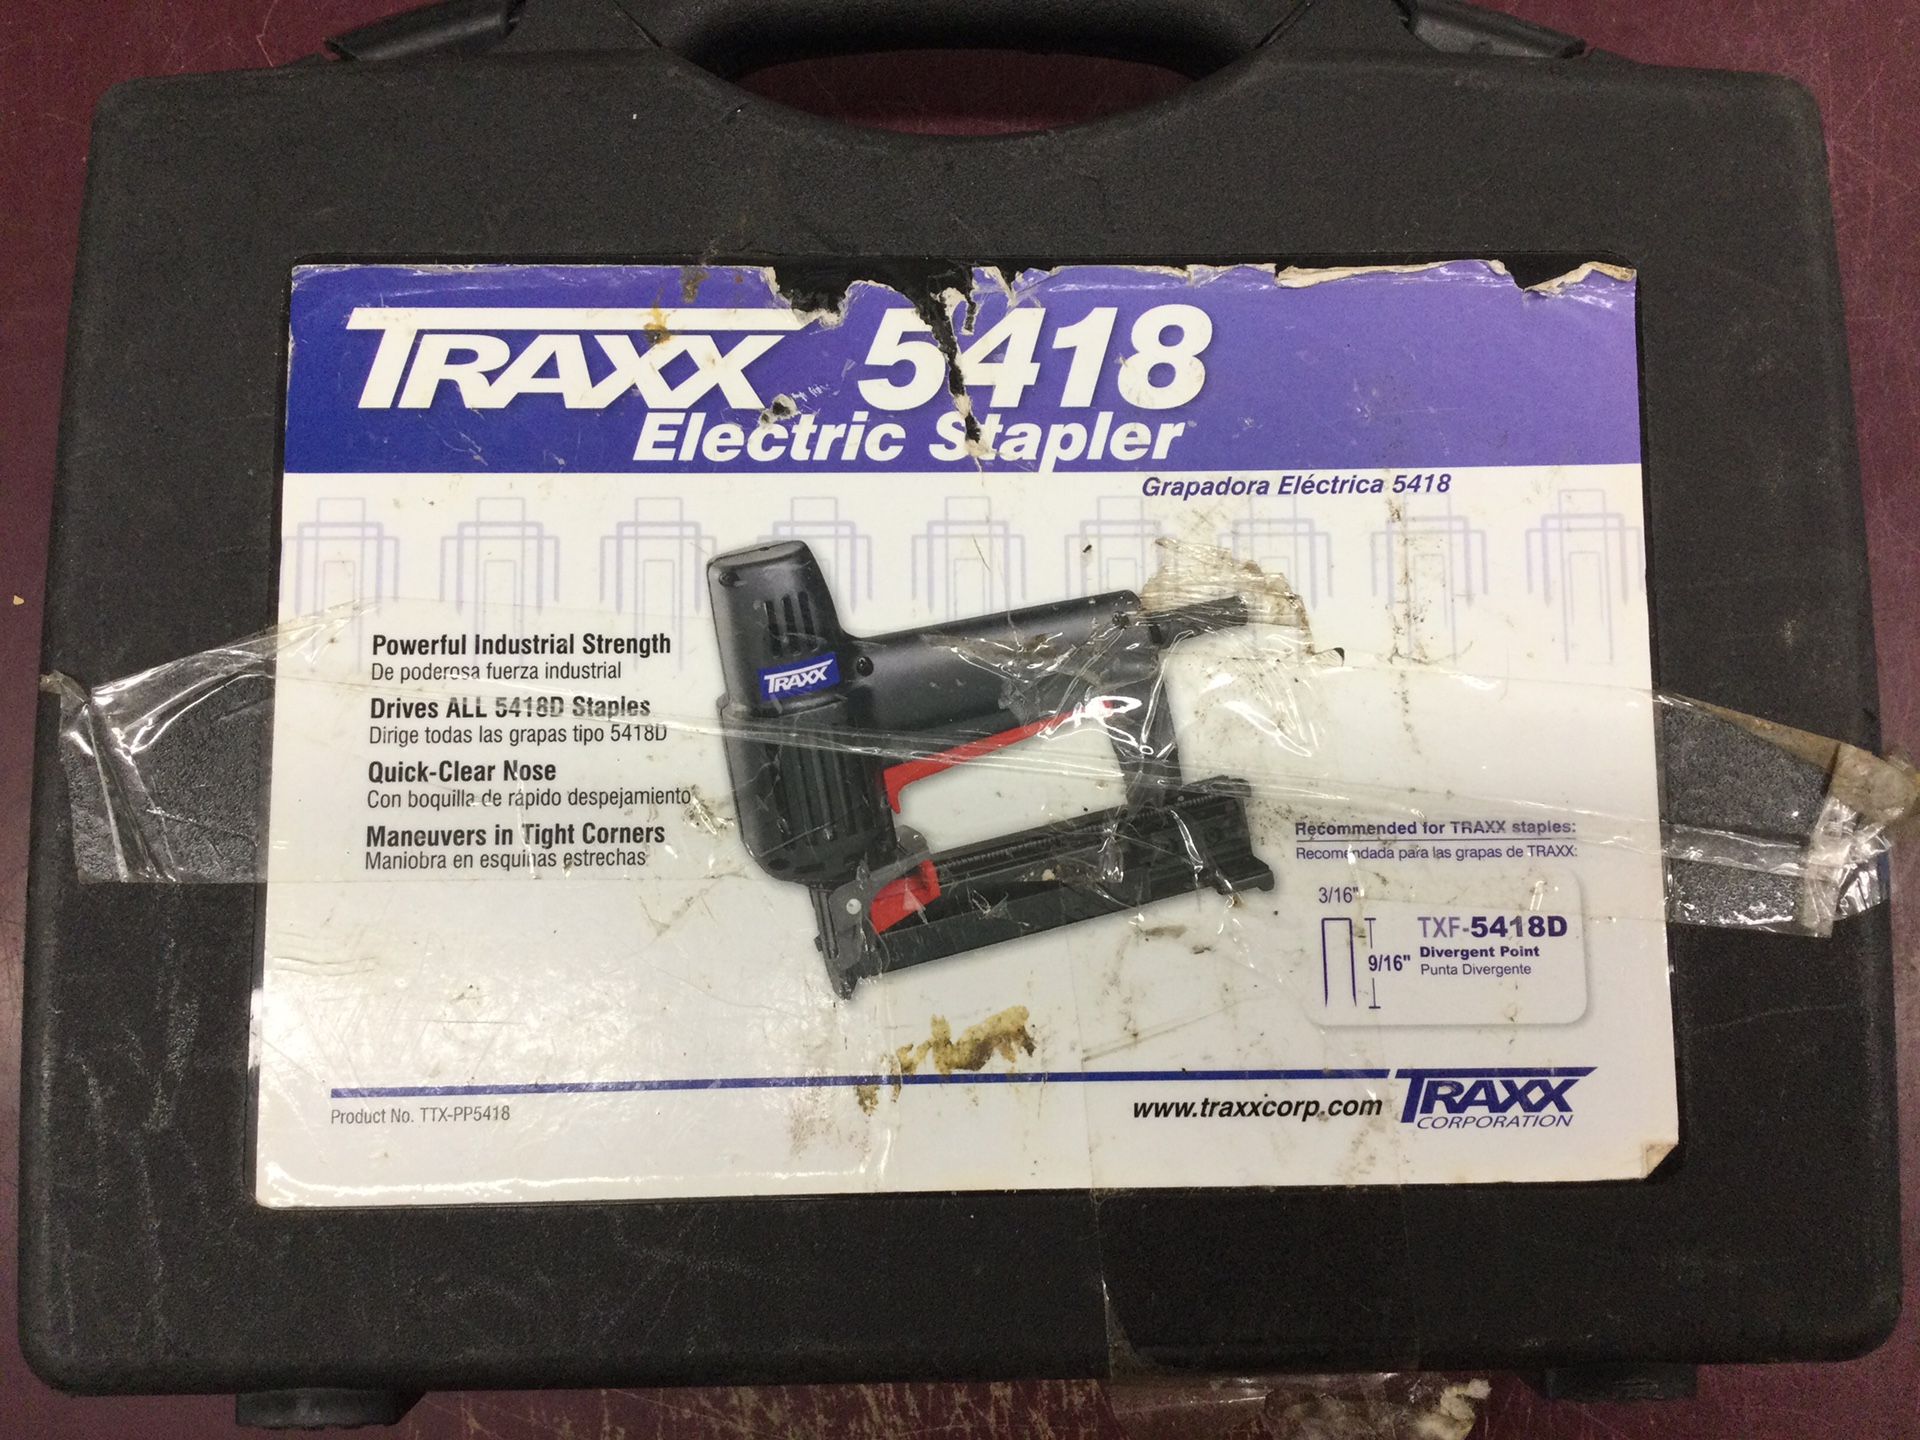 TRAXX 5418
Electric Stapler
Grapadora Eléctrica 5418
Powerful Industrial Strength
De poderosa fuerza industrial
Drives ALL 5418D Staples
Dirige todas las grapas tipo 5418D
Quick-Clear Nose
Con boquilla de rápido despejamiento
Maneuvers in Tight Corners
Maniobra en esquinas estrechas
TRAXX
Recommended for TRAXX staples:
Recomendada para las grapas de TRAXX:
3/16"
9/16"
TXF-5418D
Divergent Point
Punta Divergente
Product No. TTX-PP5418
www.traxxcorp.com
TRAXX
CORPORATION